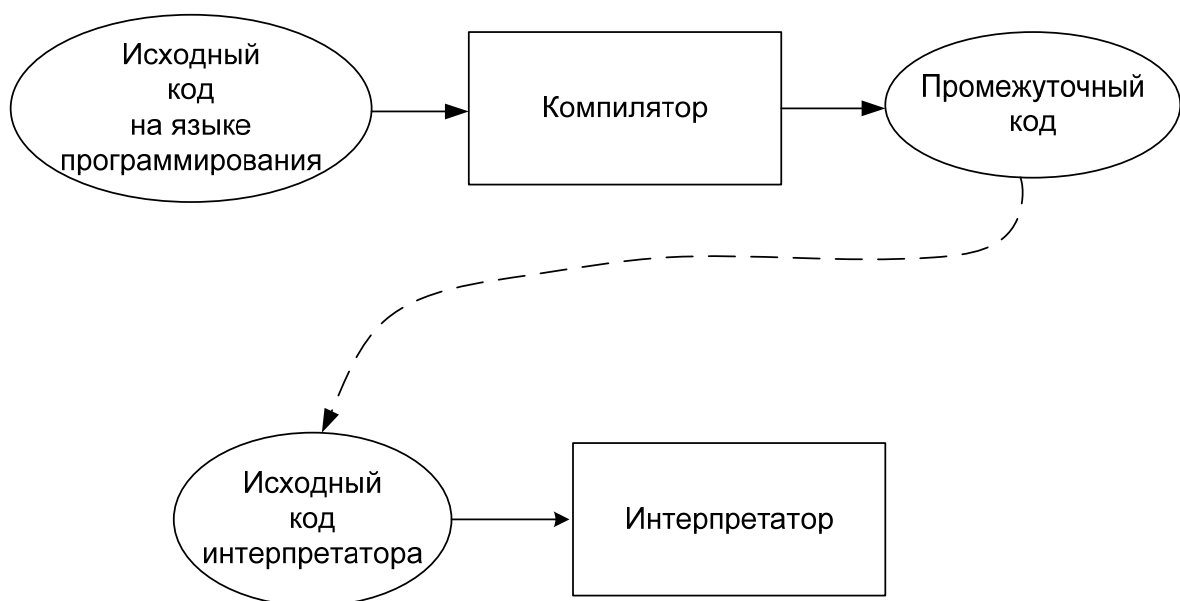 Исходный
код
на языке
программирования
Компилятор
Промежуточный
код
Исходный
код
интерпретатора
Интерпретатор